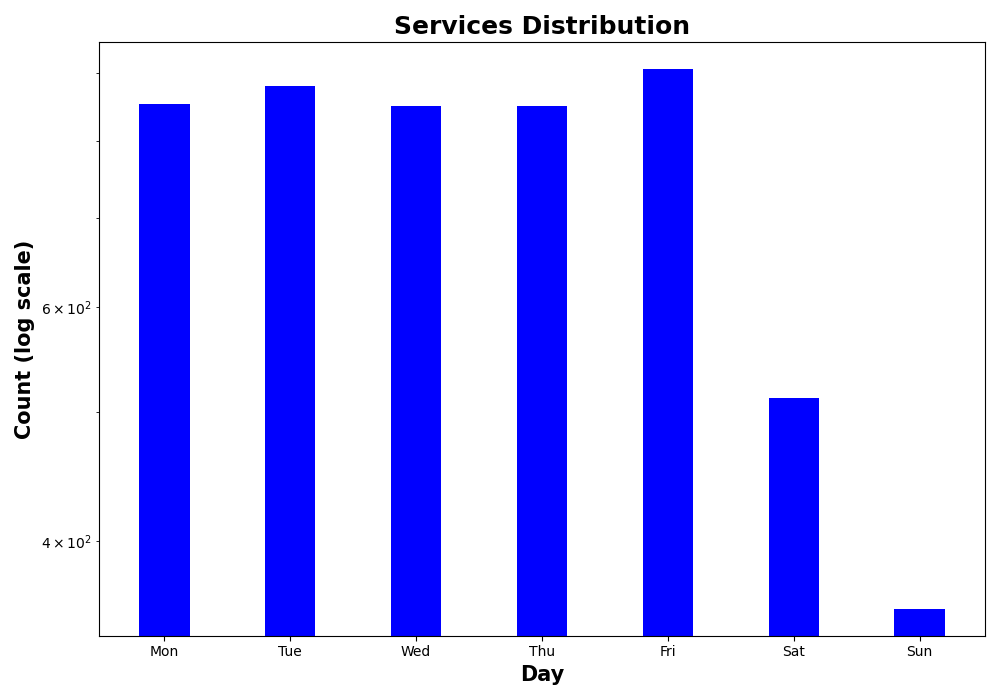 Services Distribution
Count (log scale)
6 × 10²
4 × 10²
Mon Tue Wed Thu Fri Sat Sun
Day